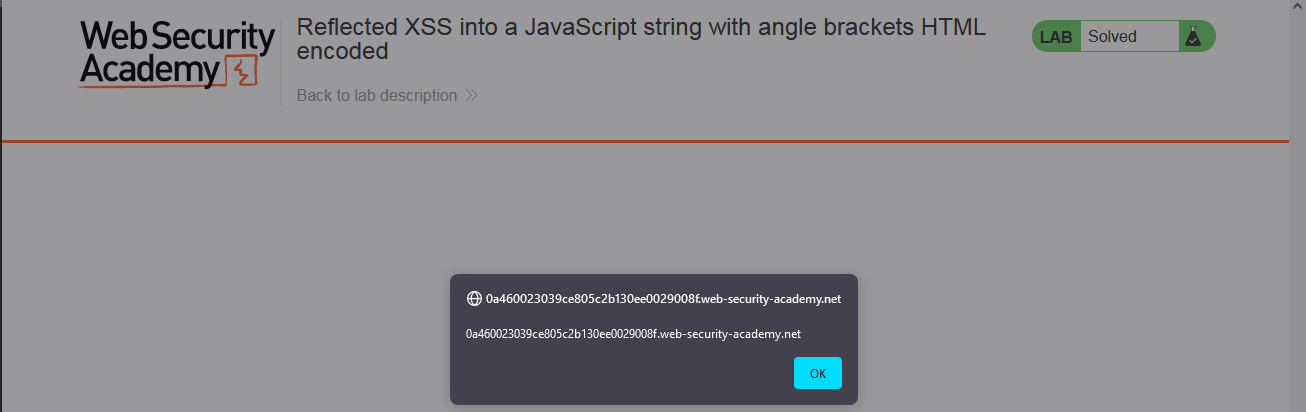 Web Security
Academy
Reflected XSS into a JavaScript string with angle brackets HTML
encoded
Back to lab description
LAB Solved
0a460023039ce805c2b130ee0029008f.web-security-academy.net
0a460023039ce805c2b130ee0029008f.web-security-academy.net
OK